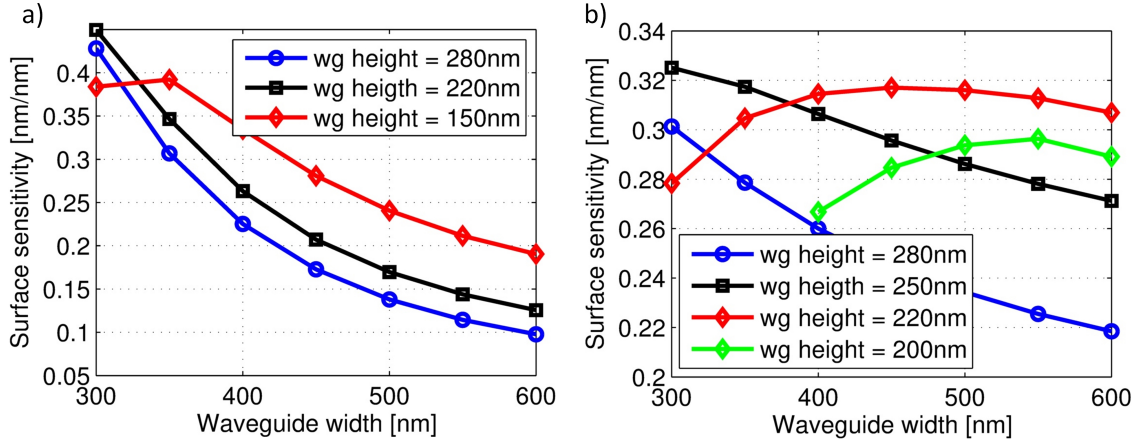 a)
Surface sensitivity [nm/nm]
0.4
0.35
0.3
0.25
0.2
0.15
0.1
0.05
300
400
500
600
Waveguide width [nm]
wg height = 280nm
wg heigth = 220nm
wg height = 150nm
b)
Surface sensitivity [nm/nm]
0.34
0.32
0.3
0.28
0.26
0.24
0.22
0.2
300
400
500
600
Waveguide width [nm]
wg height = 280nm
wg heigth = 250nm
wg height = 220nm
wg height = 200nm